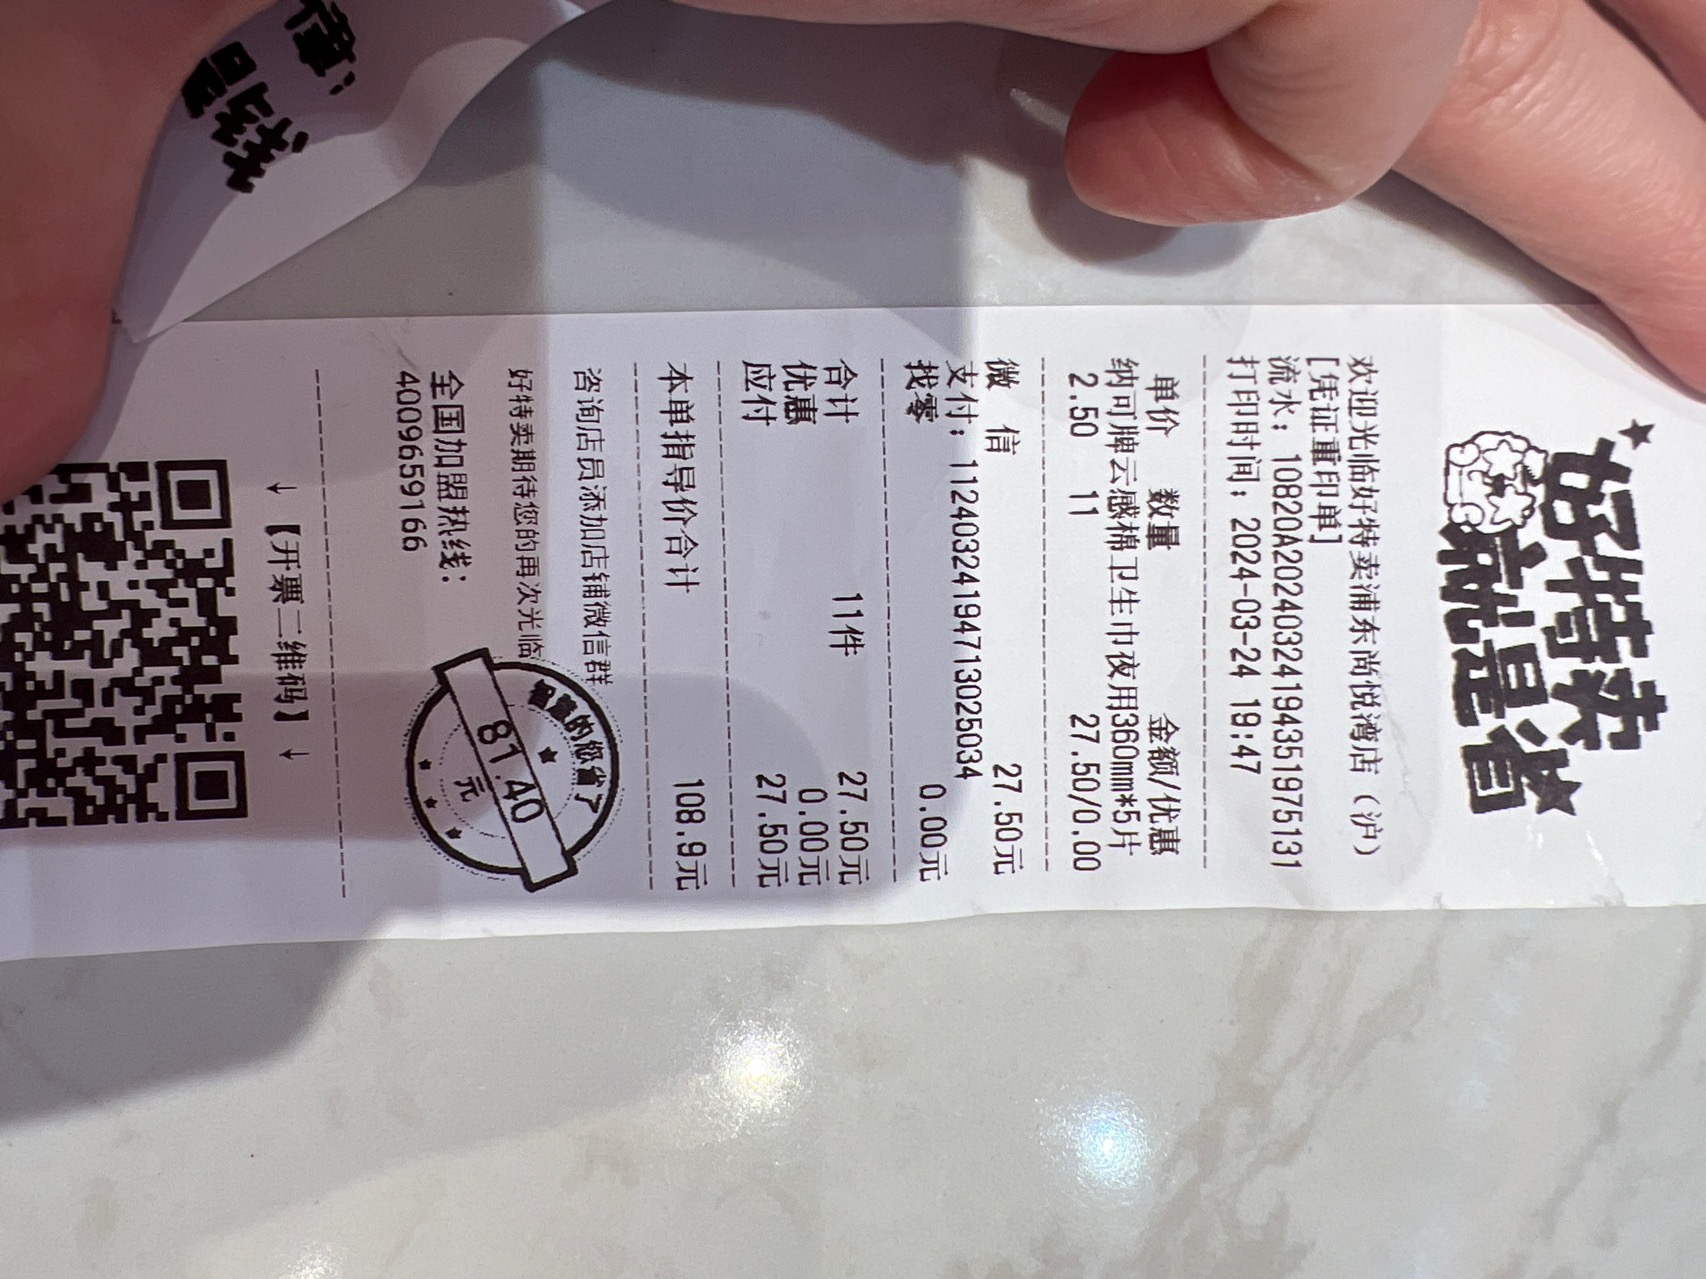 好特卖
就是省
欢迎光临好特卖浦东尚悦湾店（沪）
[凭证重印单]
流水：10820A2024032419435197513​1
打印时间：2024-03-24 19:47
单价 数量 金额/优惠
纳可牌云感棉卫生巾夜用360mm*5片
2.50 11 27.50/0.00
微 信 27.50元
支付：11240324194713025034
找零 0.00元
合计 11件 27.50元
优惠 0.00元
应付 27.50元
本单指导价合计 108.9元
咨询店员添加店铺微信群
好特卖期待您的再次光临
的您省了
81.40
元
全国加盟热线：
4009659166
↓【开票二维码】↓